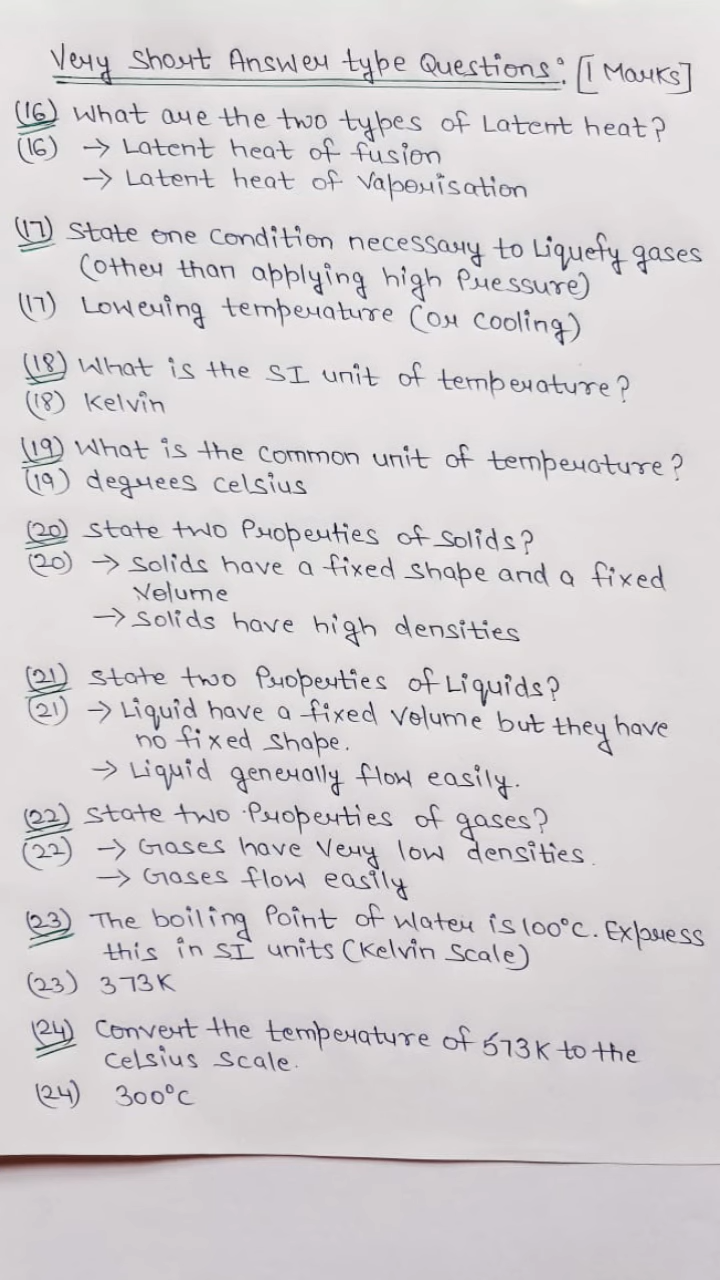 Very Short Answer type Questions: [1 Marks]
(16) What are the two types of Latent heat?
(16) → Latent heat of fusion
→ Latent heat of Vaporisation
(17) State one condition necessary to Liquefy gases
(other than applying high Pressure)
(17) Lowering temperature (or cooling)
(18) What is the SI unit of temperature?
(18) Kelvin
(19) What is the common unit of temperature?
(19) degrees celsius
(20) State two Properties of Solids?
(20) → Solids have a fixed shape and a fixed
Volume
→ Solids have high densities
(21) State two Properties of Liquids?
(21) → Liquid have a fixed Volume but they have
no fixed shape.
→ Liquid generally flow easily.
(22) State two Properties of gases?
(22) → Gases have Very low densities.
→ Gases flow easily
(23) The boiling Point of Water is 100°C. Express
this in SI units (Kelvin Scale)
(23) 373K
(24) Convert the temperature of 573K to the
Celsius Scale.
(24) 300°C